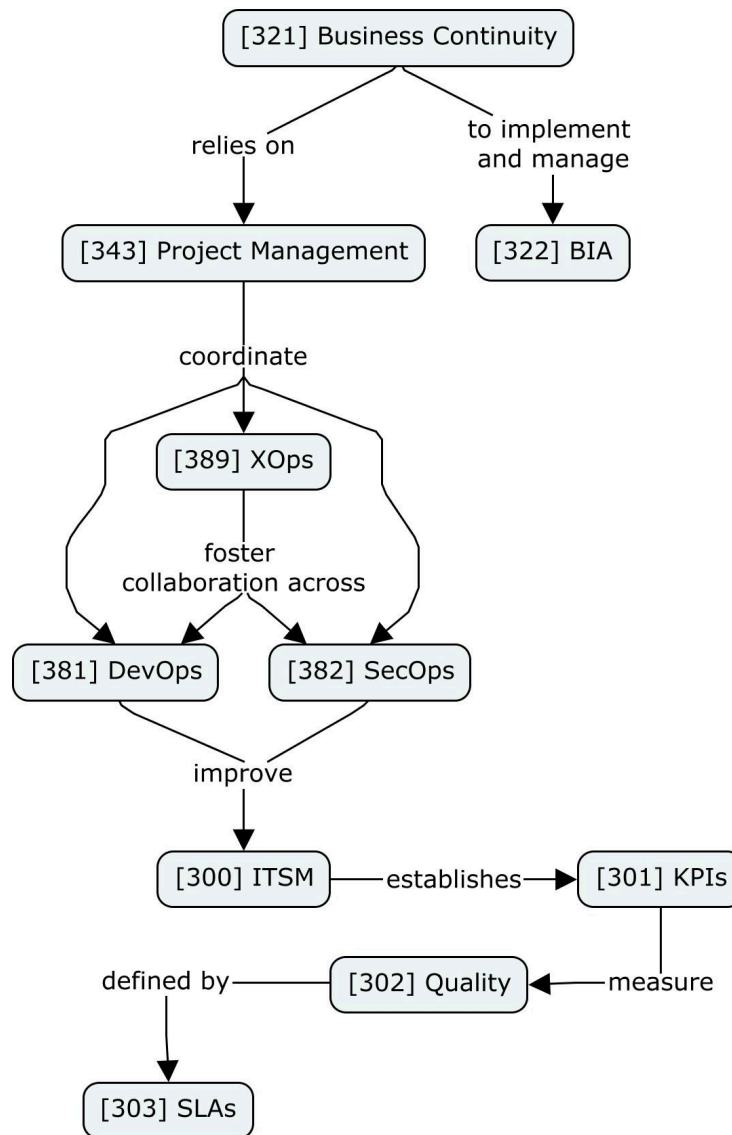 [321] Business Continuity
relies on
to implement
and manage
[343] Project Management
[322] BIA
coordinate
[389] XOps
foster
collaboration across
[381] DevOps
[382] SecOps
improve
[300] ITSM
establishes
[301] KPIs
defined by
[302] Quality
measure
[303] SLAs